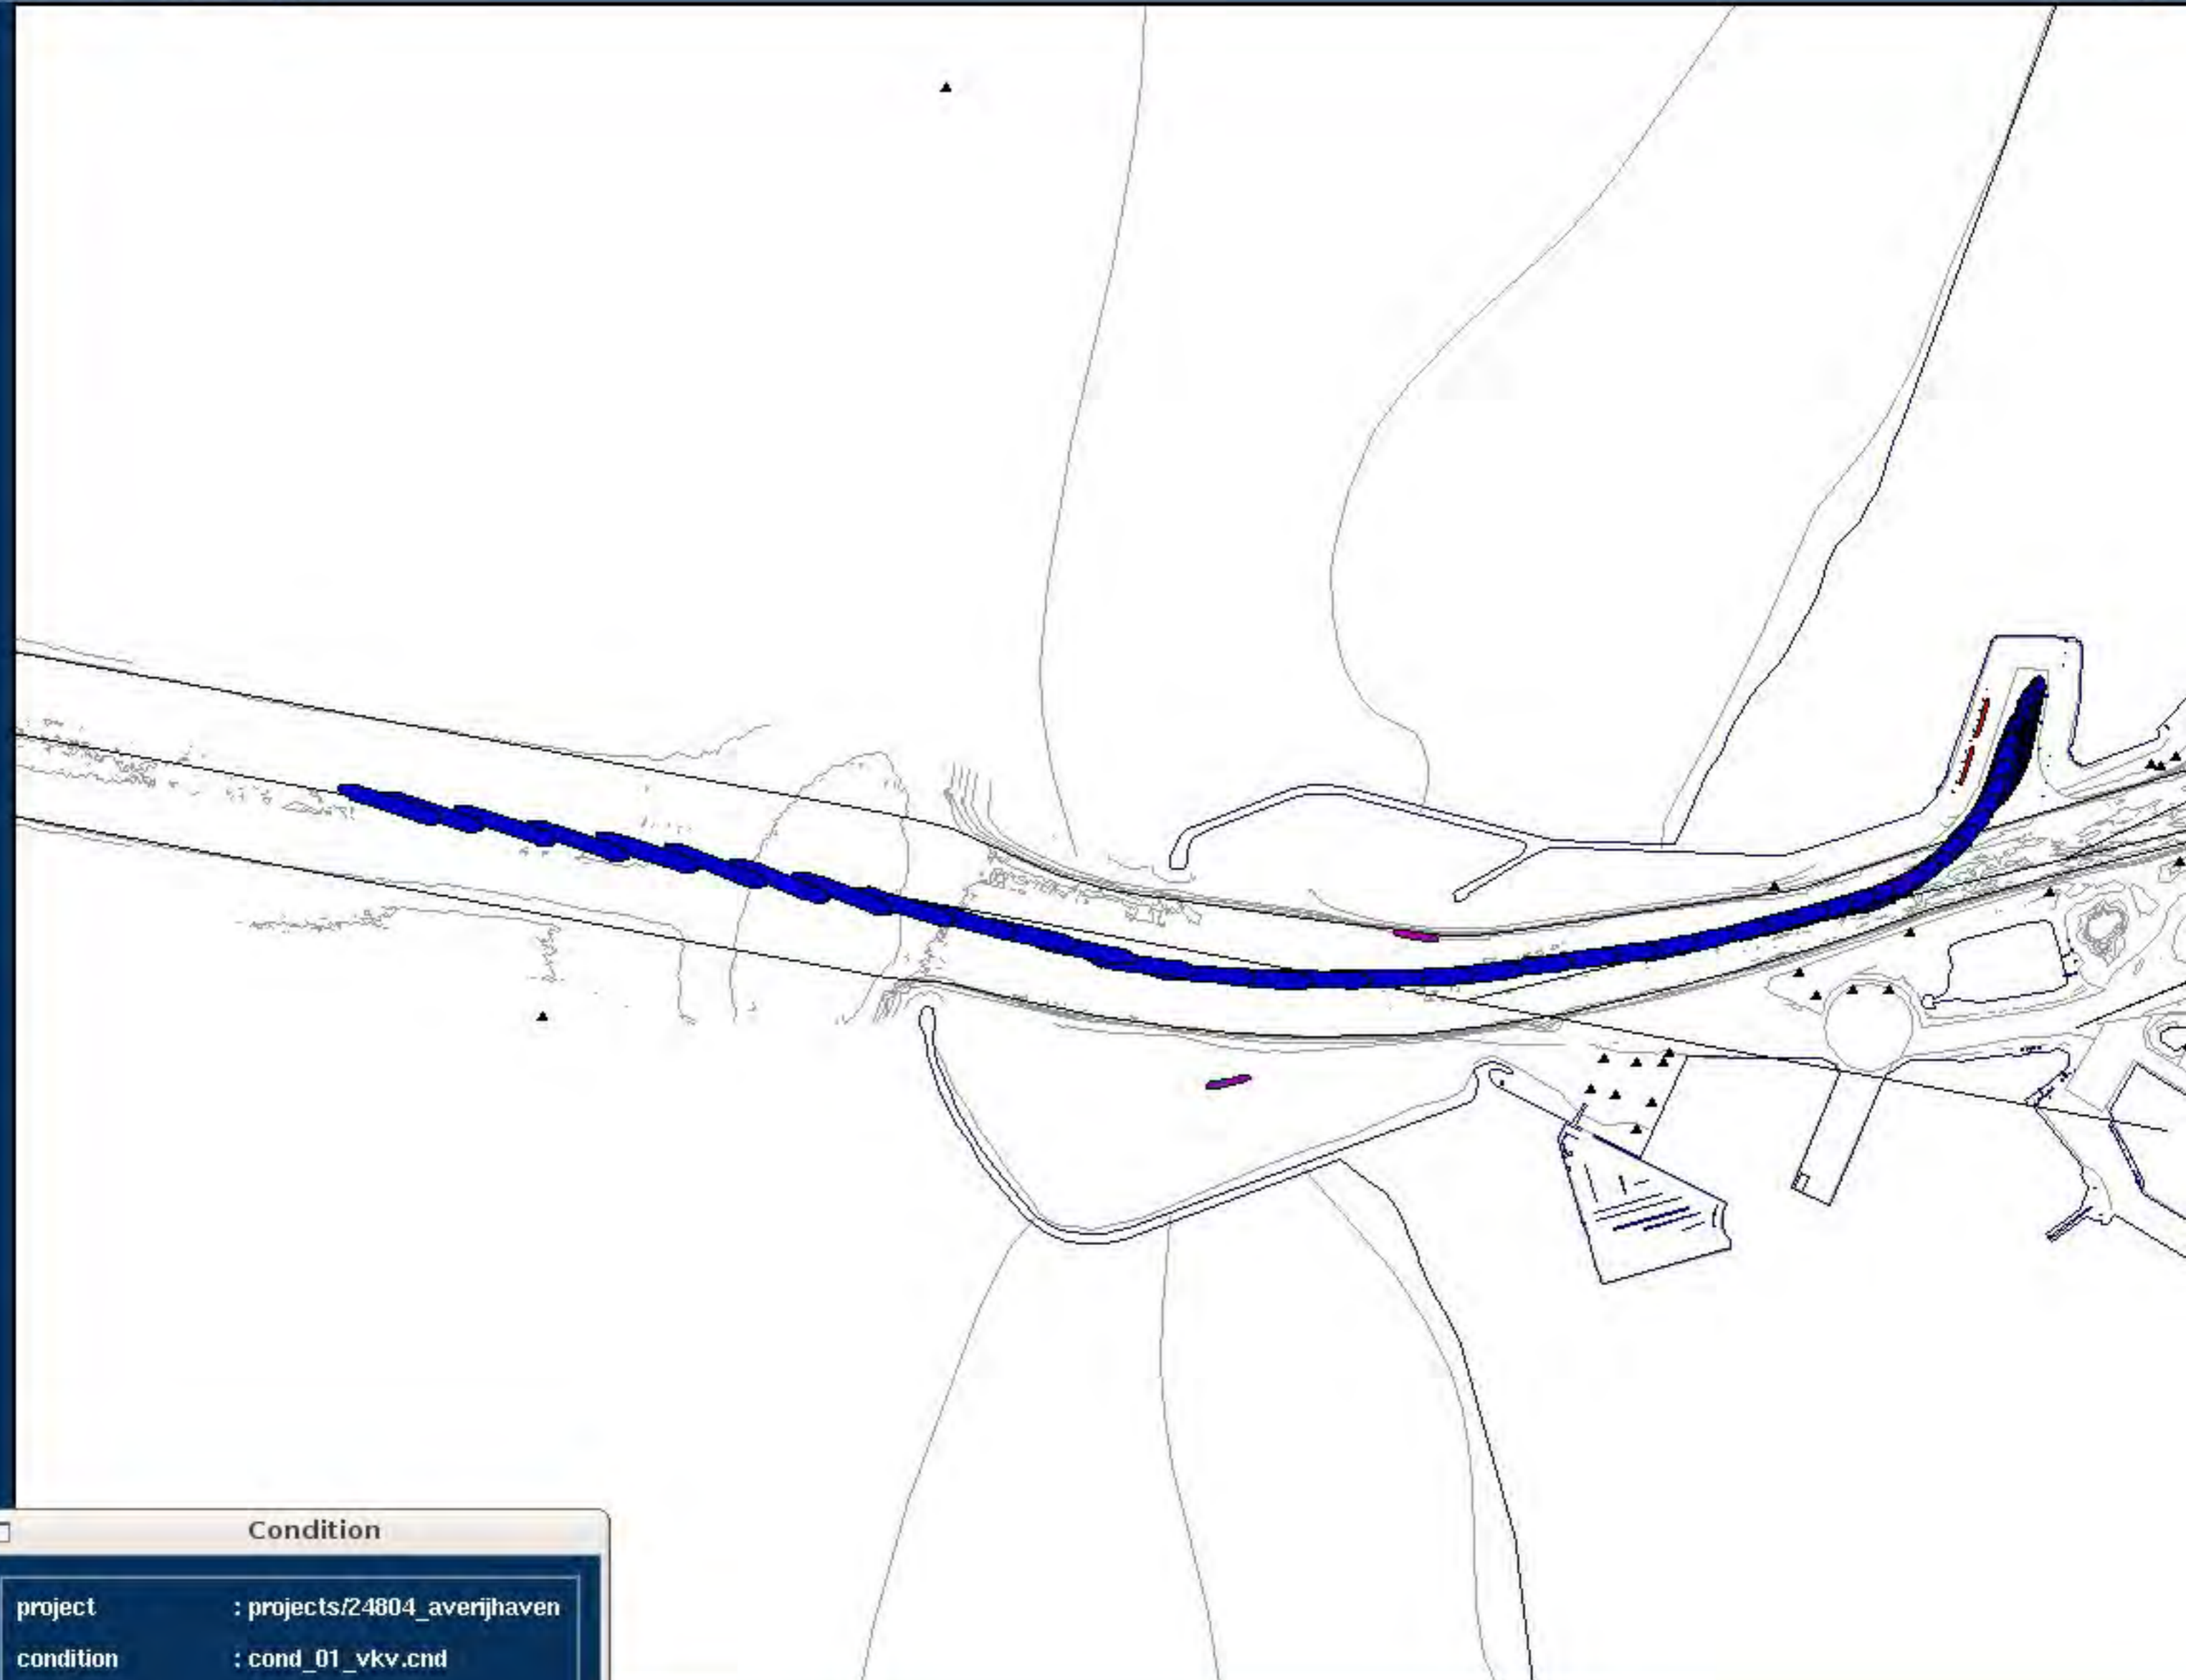 Condition
project : projects/24804_averijhaven
condition : cond_01_vkv.cnd